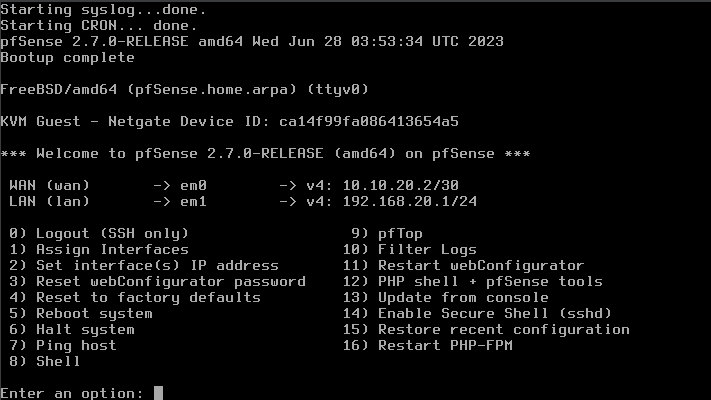 Starting syslog...done.
Starting CRON... done.
pfSense 2.7.0-RELEASE amd64 Wed Jun 28 03:53:34 UTC 2023
Bootup complete

FreeBSD/amd64 (pfSense.home.arpa) (ttyv0)

KVM Guest - Netgate Device ID: ca14f99fa086413654a5

*** Welcome to pfSense 2.7.0-RELEASE (amd64) on pfSense ***

 WAN (wan)       -> em0        -> v4: 10.10.20.2/30
 LAN (lan)       -> em1        -> v4: 192.168.20.1/24

 0) Logout (SSH only)                  9) pfTop
 1) Assign Interfaces                 10) Filter Logs
 2) Set interface(s) IP address       11) Restart webConfigurator
 3) Reset webConfigurator password    12) PHP shell + pfSense tools
 4) Reset to factory defaults         13) Update from console
 5) Reboot system                     14) Enable Secure Shell (sshd)
 6) Halt system                       15) Restore recent configuration
 7) Ping host                         16) Restart PHP-FPM
 8) Shell

Enter an option: